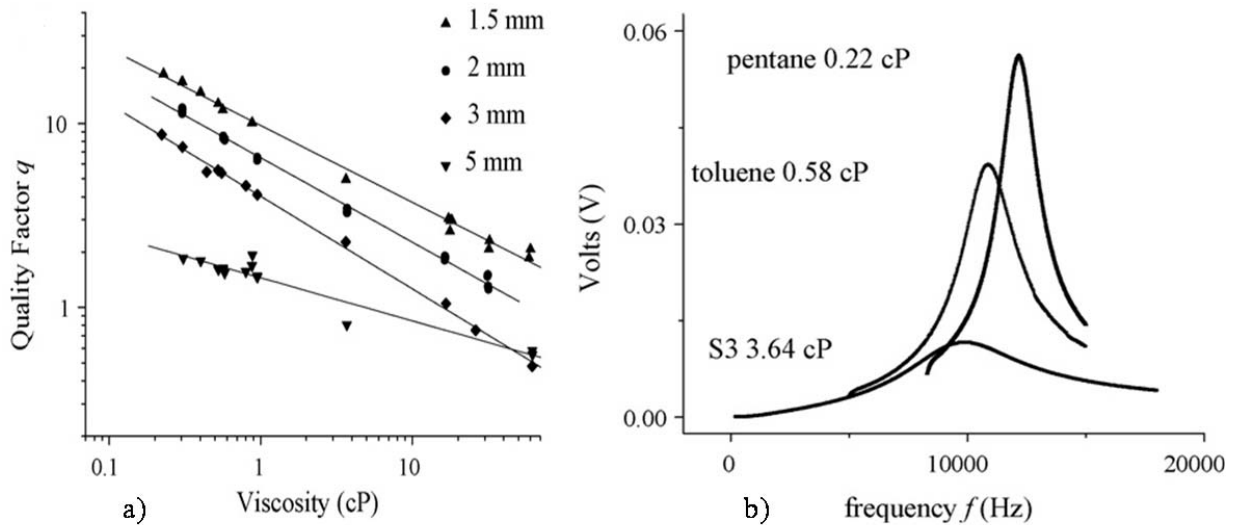 1.5 mm
2 mm
3 mm
5 mm
Quality Factor q
10
1
0.1
1
10
Viscosity (cP)
a)
0.06
0.03
0.00
Volts (V)
pentane 0.22 cP
toluene 0.58 cP
S3 3.64 cP
0
10000
20000
frequency f (Hz)
b)